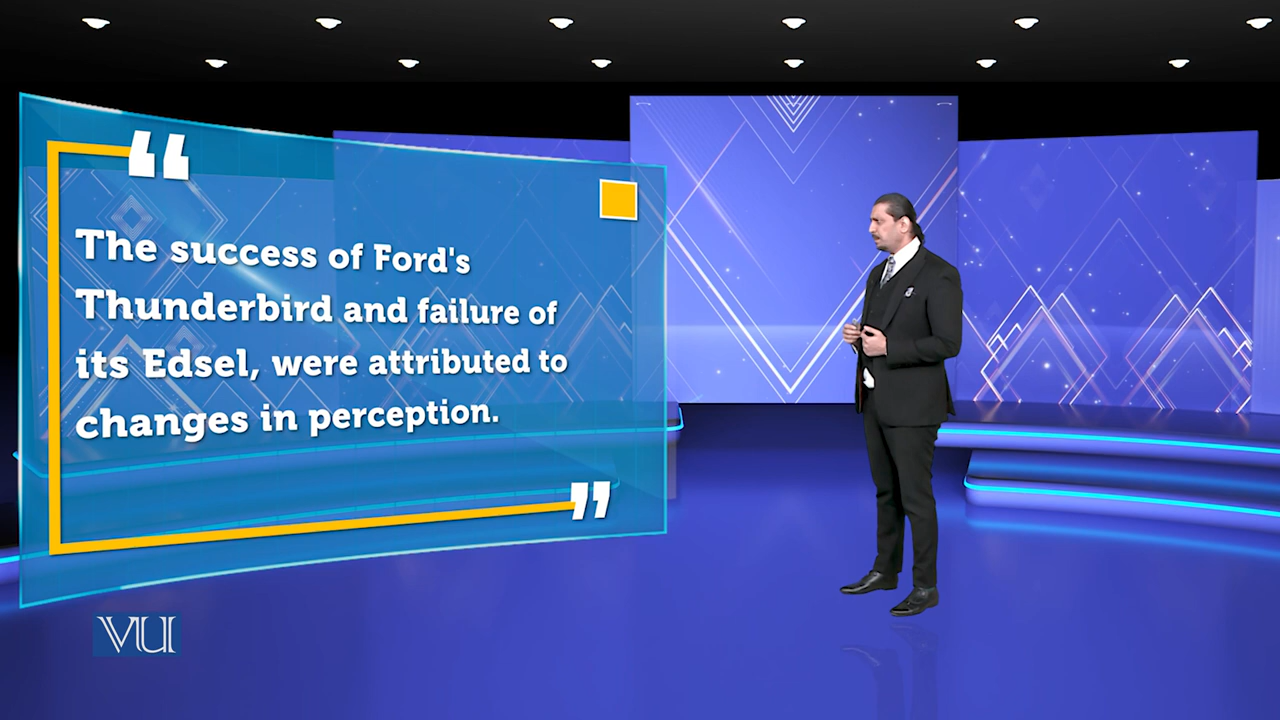 “
The success of Ford's
Thunderbird and failure of
its Edsel, were attributed to
changes in perception.
”
VU